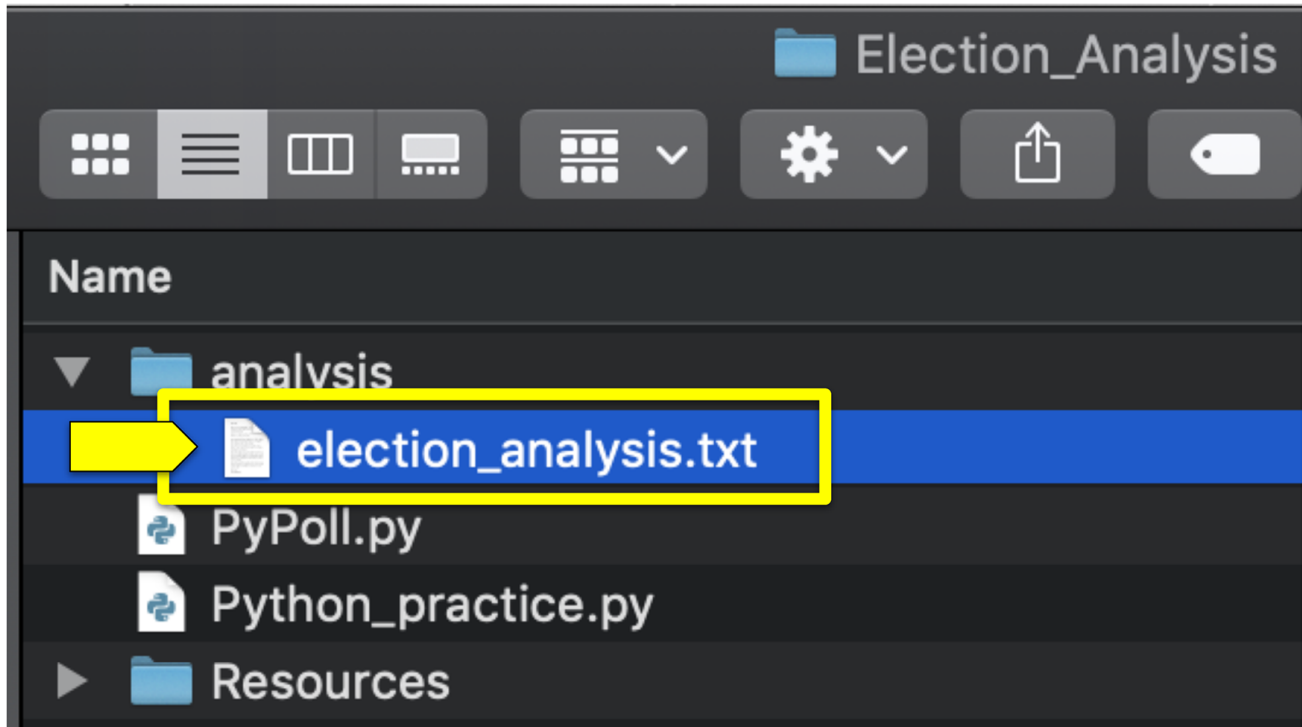 Election_Analysis
Name
analysis
election_analysis.txt
PyPoll.py
Python_practice.py
Resources